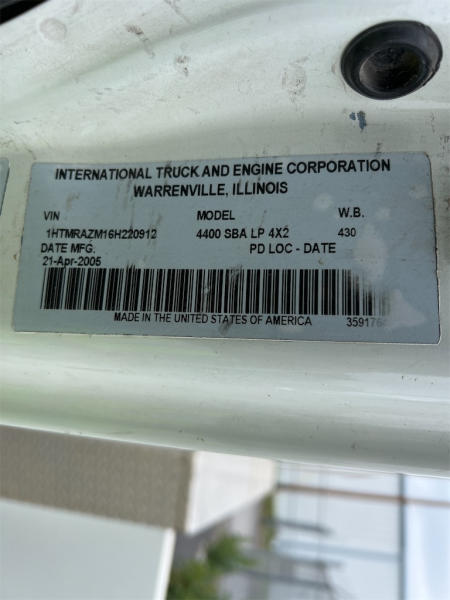 INTERNATIONAL TRUCK AND ENGINE CORPORATION
WARRENVILLE, ILLINOIS
VIN MODEL W.B.
1HTMRAZM16H220912 4400 SBA LP 4X2 430
DATE MFG. PD LOC - DATE
21-Apr-2005
MADE IN THE UNITED STATES OF AMERICA